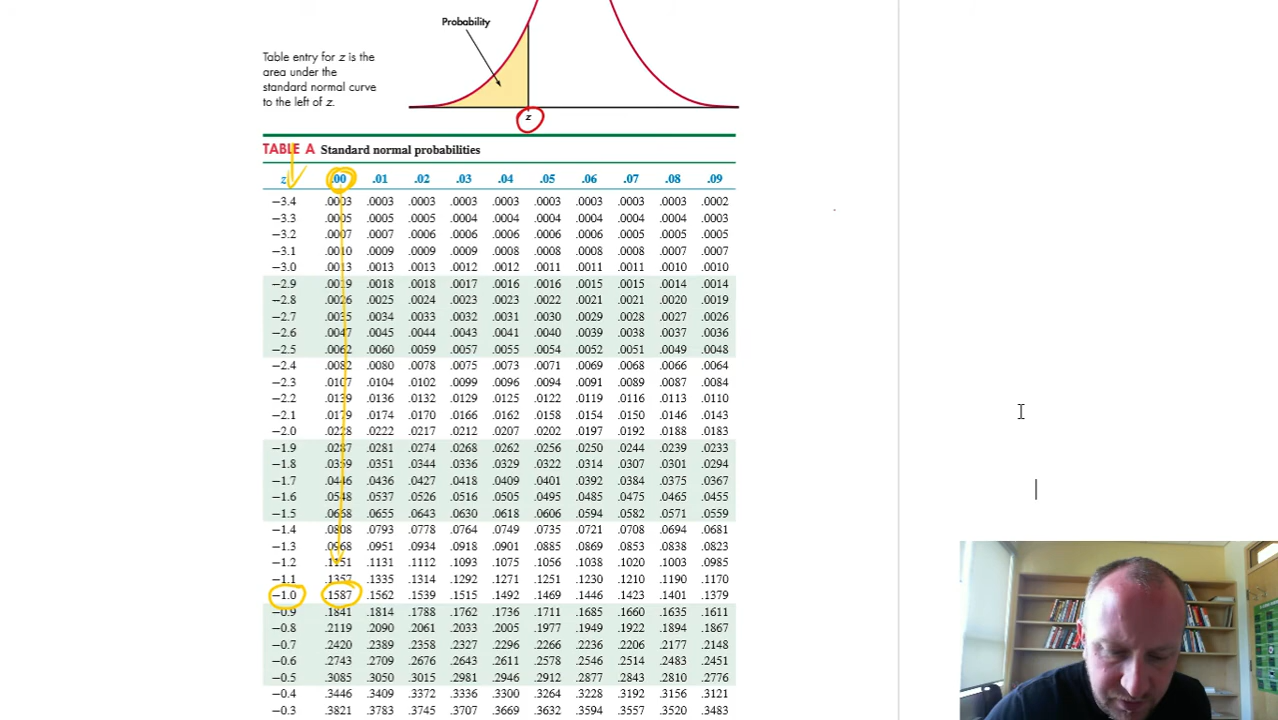 Probability
Table entry for z is the
area under the
standard normal curve
to the left of z.
z
TABLE A Standard normal probabilities
z .00 .01 .02 .03 .04 .05 .06 .07 .08 .09
−3.4 .0003 .0003 .0003 .0003 .0003 .0003 .0003 .0003 .0003 .0002
−3.3 .0005 .0005 .0005 .0004 .0004 .0004 .0004 .0004 .0004 .0003
−3.2 .0007 .0007 .0006 .0006 .0006 .0006 .0006 .0005 .0005 .0005
−3.1 .0010 .0009 .0009 .0009 .0008 .0008 .0008 .0008 .0007 .0007
−3.0 .0013 .0013 .0013 .0012 .0012 .0011 .0011 .0011 .0010 .0010
−2.9 .0019 .0018 .0018 .0017 .0016 .0016 .0015 .0015 .0014 .0014
−2.8 .0026 .0025 .0024 .0023 .0023 .0022 .0021 .0021 .0020 .0019
−2.7 .0035 .0034 .0033 .0032 .0031 .0030 .0029 .0028 .0027 .0026
−2.6 .0047 .0045 .0044 .0043 .0041 .0040 .0039 .0038 .0037 .0036
−2.5 .0062 .0060 .0059 .0057 .0055 .0054 .0052 .0051 .0049 .0048
−2.4 .0082 .0080 .0078 .0075 .0073 .0071 .0069 .0068 .0066 .0064
−2.3 .0107 .0104 .0102 .0099 .0096 .0094 .0091 .0089 .0087 .0084
−2.2 .0139 .0136 .0132 .0129 .0125 .0122 .0119 .0116 .0113 .0110
−2.1 .0179 .0174 .0170 .0166 .0162 .0158 .0154 .0150 .0146 .0143
−2.0 .0228 .0222 .0217 .0212 .0207 .0202 .0197 .0192 .0188 .0183
−1.9 .0287 .0281 .0274 .0268 .0262 .0256 .0250 .0244 .0239 .0233
−1.8 .0359 .0351 .0344 .0336 .0329 .0322 .0314 .0307 .0301 .0294
−1.7 .0446 .0436 .0427 .0418 .0409 .0401 .0392 .0384 .0375 .0367
−1.6 .0548 .0537 .0526 .0516 .0505 .0495 .0485 .0475 .0465 .0455
−1.5 .0668 .0655 .0643 .0630 .0618 .0606 .0594 .0582 .0571 .0559
−1.4 .0808 .0793 .0778 .0764 .0749 .0735 .0721 .0708 .0694 .0681
−1.3 .0968 .0951 .0934 .0918 .0901 .0885 .0869 .0853 .0838 .0823
−1.2 .1151 .1131 .1112 .1093 .1075 .1056 .1038 .1020 .1003 .0985
−1.1 .1357 .1335 .1314 .1292 .1271 .1251 .1230 .1210 .1190 .1170
−1.0 .1587 .1562 .1539 .1515 .1492 .1469 .1446 .1423 .1401 .1379
−0.9 .1841 .1814 .1788 .1762 .1736 .1711 .1685 .1660 .1635 .1611
−0.8 .2119 .2090 .2061 .2033 .2005 .1977 .1949 .1922 .1894 .1867
−0.7 .2420 .2389 .2358 .2327 .2296 .2266 .2236 .2206 .2177 .2148
−0.6 .2743 .2709 .2676 .2643 .2611 .2578 .2546 .2514 .2483 .2451
−0.5 .3085 .3050 .3015 .2981 .2946 .2912 .2877 .2843 .2810 .2776
−0.4 .3446 .3409 .3372 .3336 .3300 .3264 .3228 .3192 .3156 .3121
−0.3 .3821 .3783 .3745 .3707 .3669 .3632 .3594 .3557 .3520 .3483